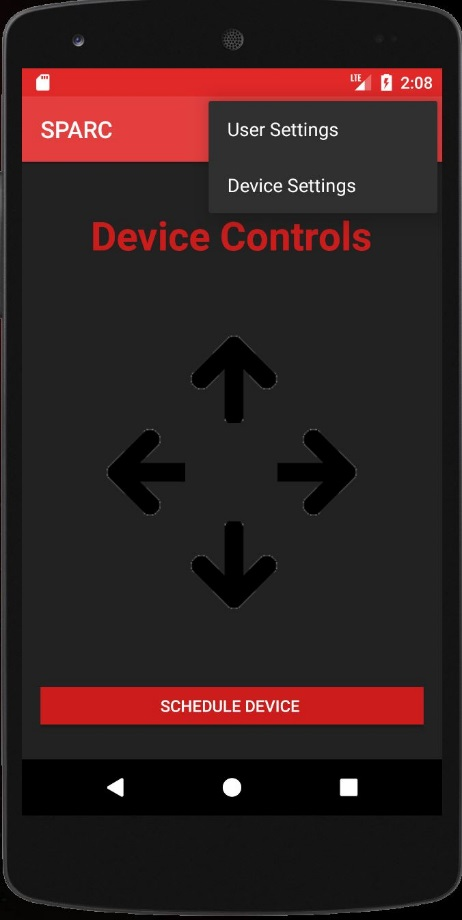 LTE 2:08
SPARC
User Settings
Device Settings
Device Controls
SCHEDULE DEVICE